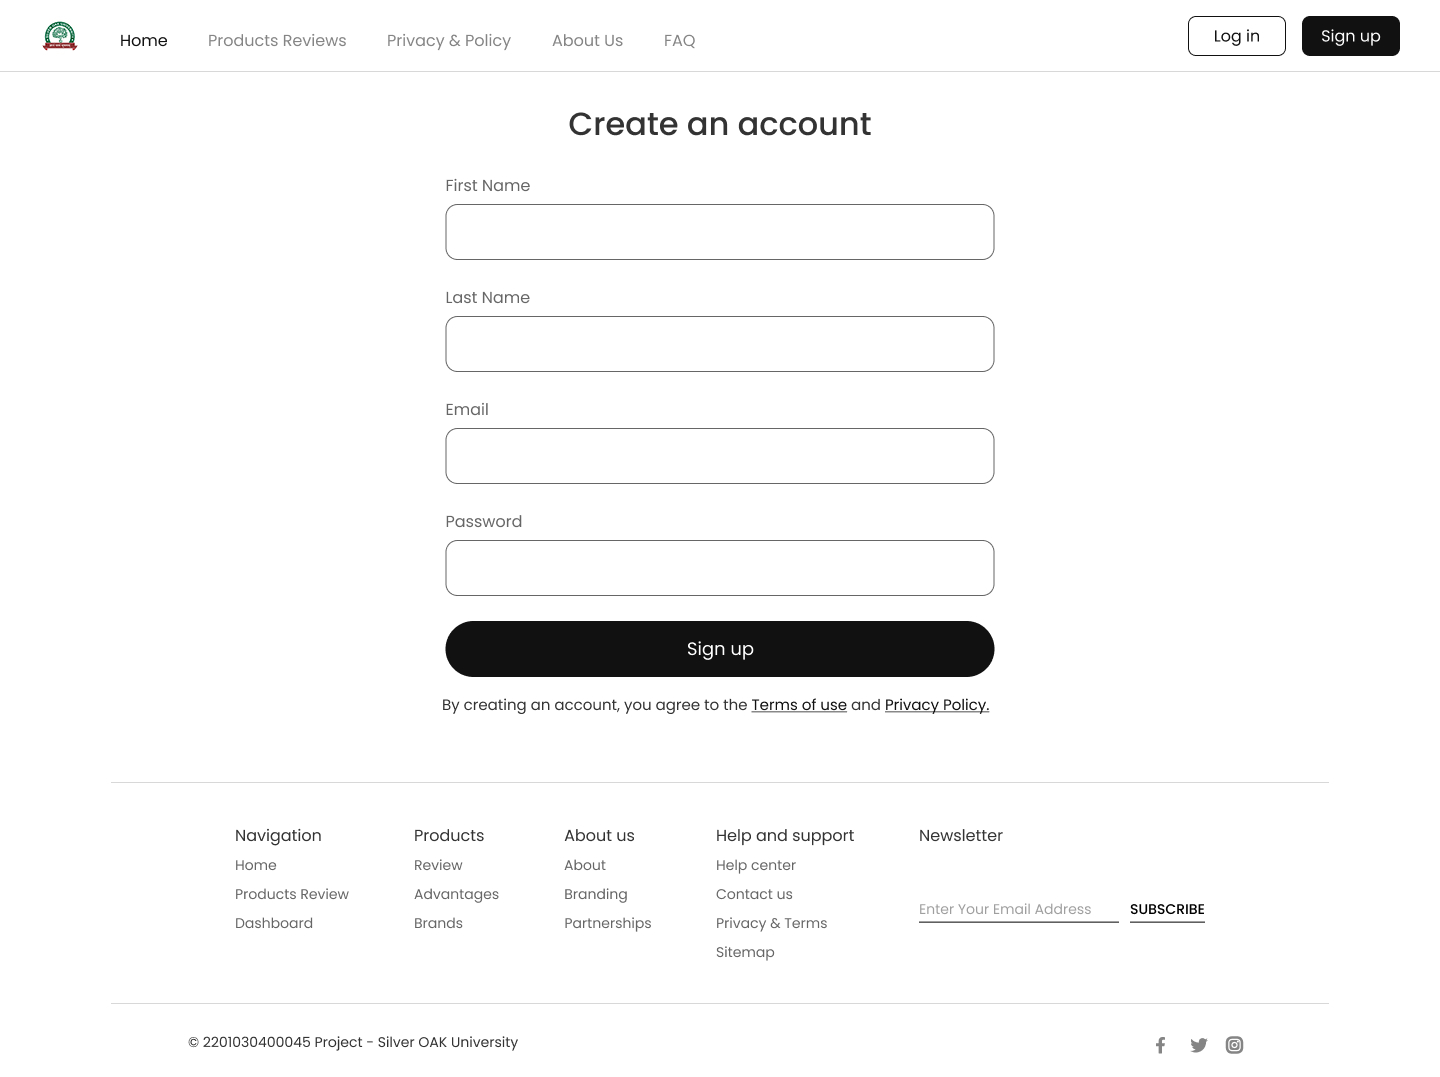 Home Products Reviews Privacy & Policy About Us FAQ Log in Sign up
Create an account
First Name
Last Name
Email
Password
Sign up
By creating an account, you agree to the Terms of use and Privacy Policy.
Navigation
Home
Products Review
Dashboard
Products
Review
Advantages
Brands
About us
About
Branding
Partnerships
Help and support
Help center
Contact us
Privacy & Terms
Sitemap
Newsletter
Enter Your Email Address SUBSCRIBE
© 2201030400045 Project - Silver OAK University